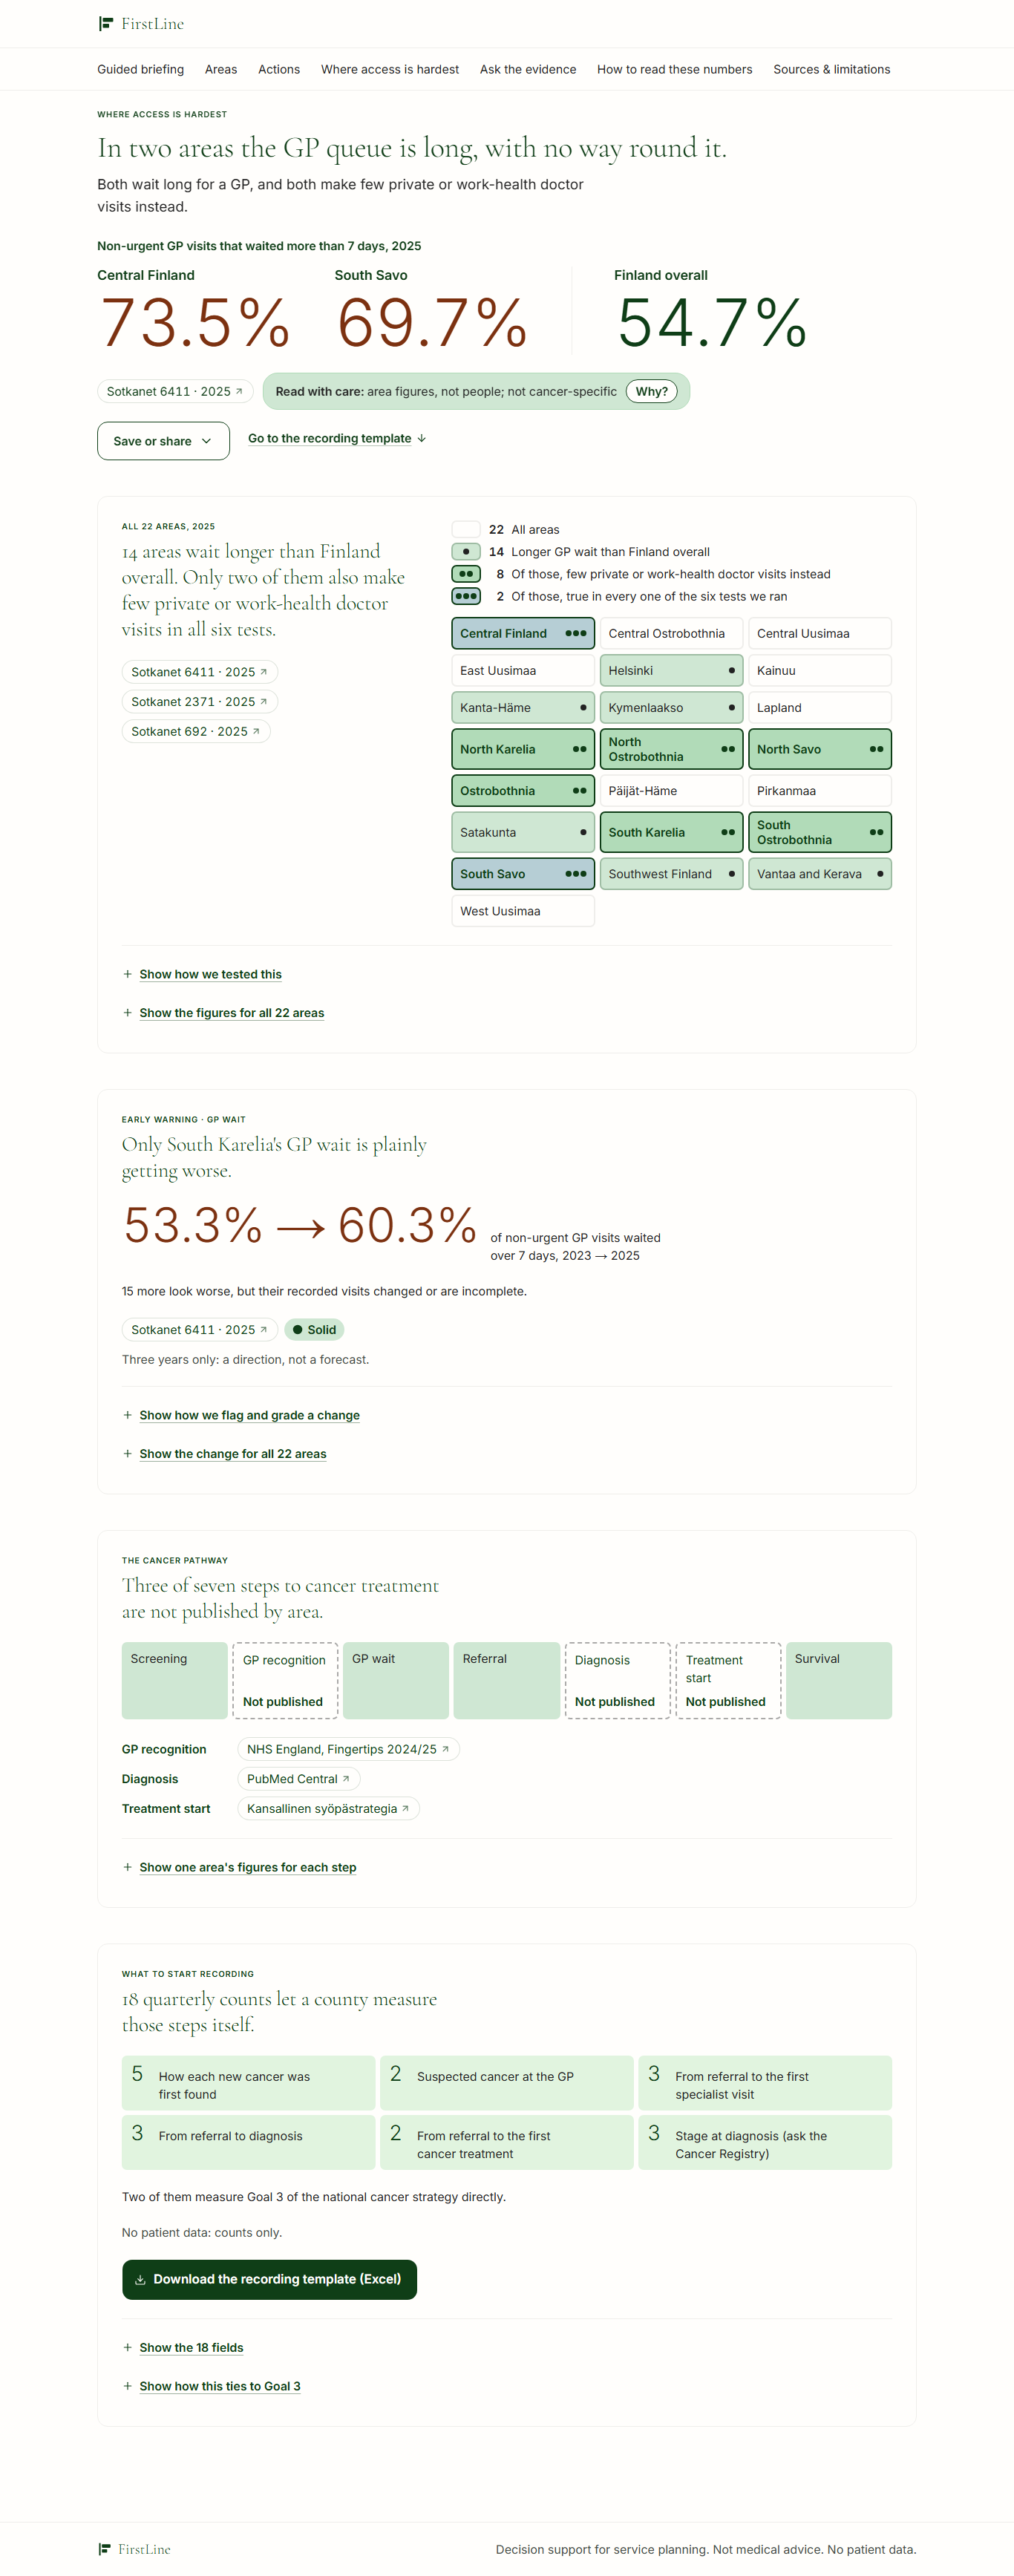 FirstLine
Guided briefing
Areas
Actions
Where access is hardest
Ask the evidence
How to read these numbers
Sources & limitations
WHERE ACCESS IS HARDEST
In two areas the GP queue is long, with no way round it.
Both wait long for a GP, and both make few private or work-health doctor
visits instead.
Non-urgent GP visits that waited more than 7 days, 2025
Central Finland
73.5%
South Savo
69.7%
Finland overall
54.7%
Sotkanet 6411 · 2025 ↗
Read with care: area figures, not people; not cancer-specific
Why?
Save or share
Go to the recording template ↓
ALL 22 AREAS, 2025
14 areas wait longer than Finland
overall. Only two of them also make
few private or work-health doctor
visits in all six tests.
Sotkanet 6411 · 2025 ↗
Sotkanet 2371 · 2025 ↗
Sotkanet 692 · 2025 ↗
22 All areas
14 Longer GP wait than Finland overall
8 Of those, few private or work-health doctor visits instead
2 Of those, true in every one of the six tests we ran
Central Finland
Central Ostrobothnia
Central Uusimaa
East Uusimaa
Helsinki
Kainuu
Kanta-Häme
Kymenlaakso
Lapland
North Karelia
North
Ostrobothnia
North Savo
Ostrobothnia
Päijät-Häme
Pirkanmaa
Satakunta
South Karelia
South
Ostrobothnia
South Savo
Southwest Finland
Vantaa and Kerava
West Uusimaa
+ Show how we tested this
+ Show the figures for all 22 areas
EARLY WARNING · GP WAIT
Only South Karelia's GP wait is plainly
getting worse.
53.3% → 60.3%
of non-urgent GP visits waited
over 7 days, 2023 → 2025
15 more look worse, but their recorded visits changed or are incomplete.
Sotkanet 6411 · 2025 ↗
Solid
Three years only: a direction, not a forecast.
+ Show how we flag and grade a change
+ Show the change for all 22 areas
THE CANCER PATHWAY
Three of seven steps to cancer treatment
are not published by area.
Screening
GP recognition
Not published
GP wait
Referral
Diagnosis
Not published
Treatment
start
Not published
Survival
GP recognition
NHS England, Fingertips 2024/25 ↗
Diagnosis
PubMed Central ↗
Treatment start
Kansallinen syöpästrategia ↗
+ Show one area's figures for each step
WHAT TO START RECORDING
18 quarterly counts let a county measure
those steps itself.
5 How each new cancer was
first found
2 Suspected cancer at the GP
3 From referral to the first
specialist visit
3 From referral to diagnosis
2 From referral to the first
cancer treatment
3 Stage at diagnosis (ask the
Cancer Registry)
Two of them measure Goal 3 of the national cancer strategy directly.
No patient data: counts only.
Download the recording template (Excel)
+ Show the 18 fields
+ Show how this ties to Goal 3
FirstLine
Decision support for service planning. Not medical advice. No patient data.